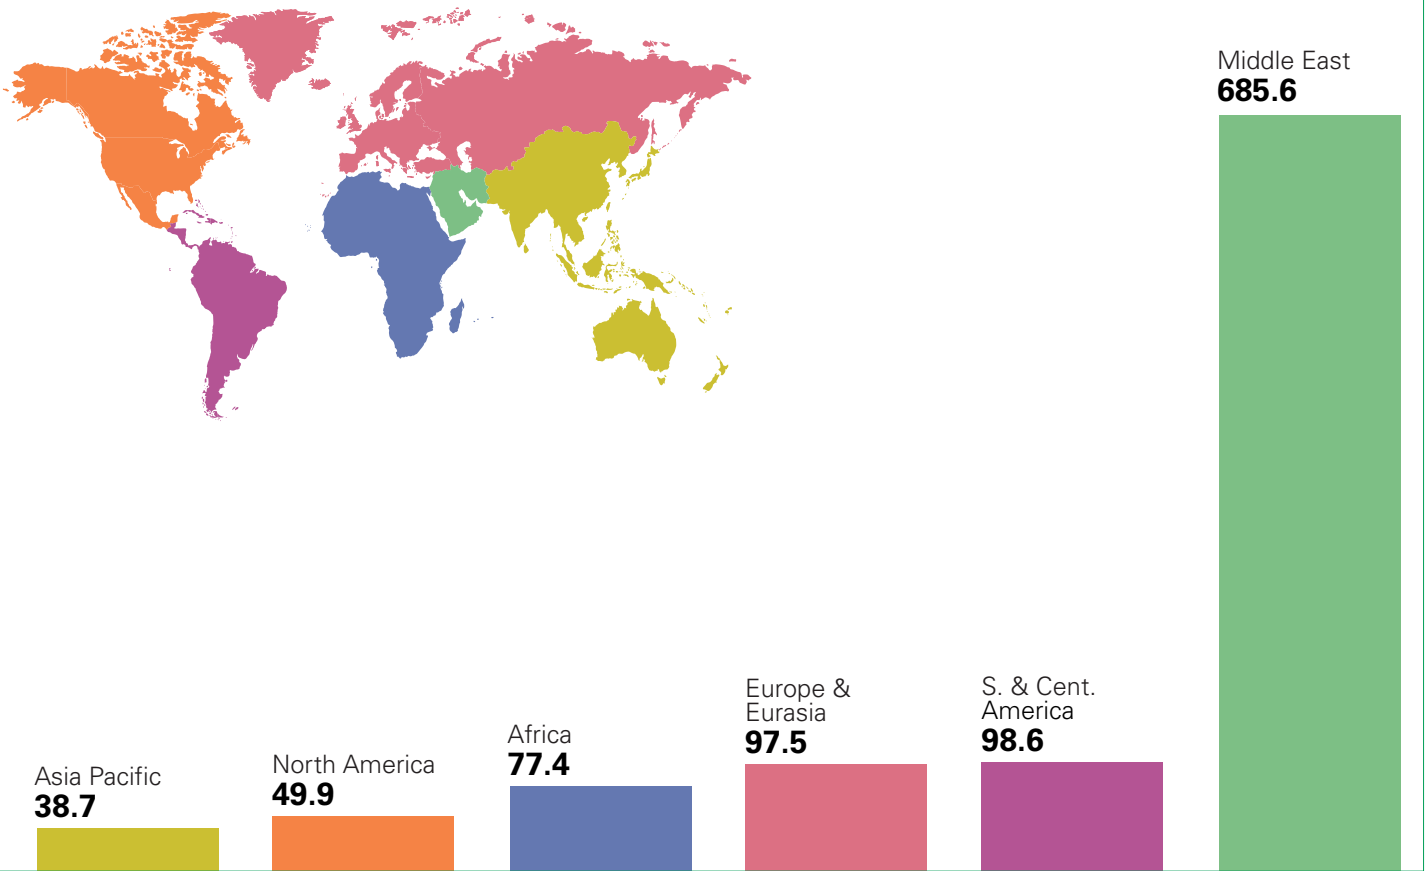 Asia Pacific
38.7
North America
49.9
Africa
77.4
Europe &
Eurasia
97.5
S. & Cent.
America
98.6
Middle East
685.6